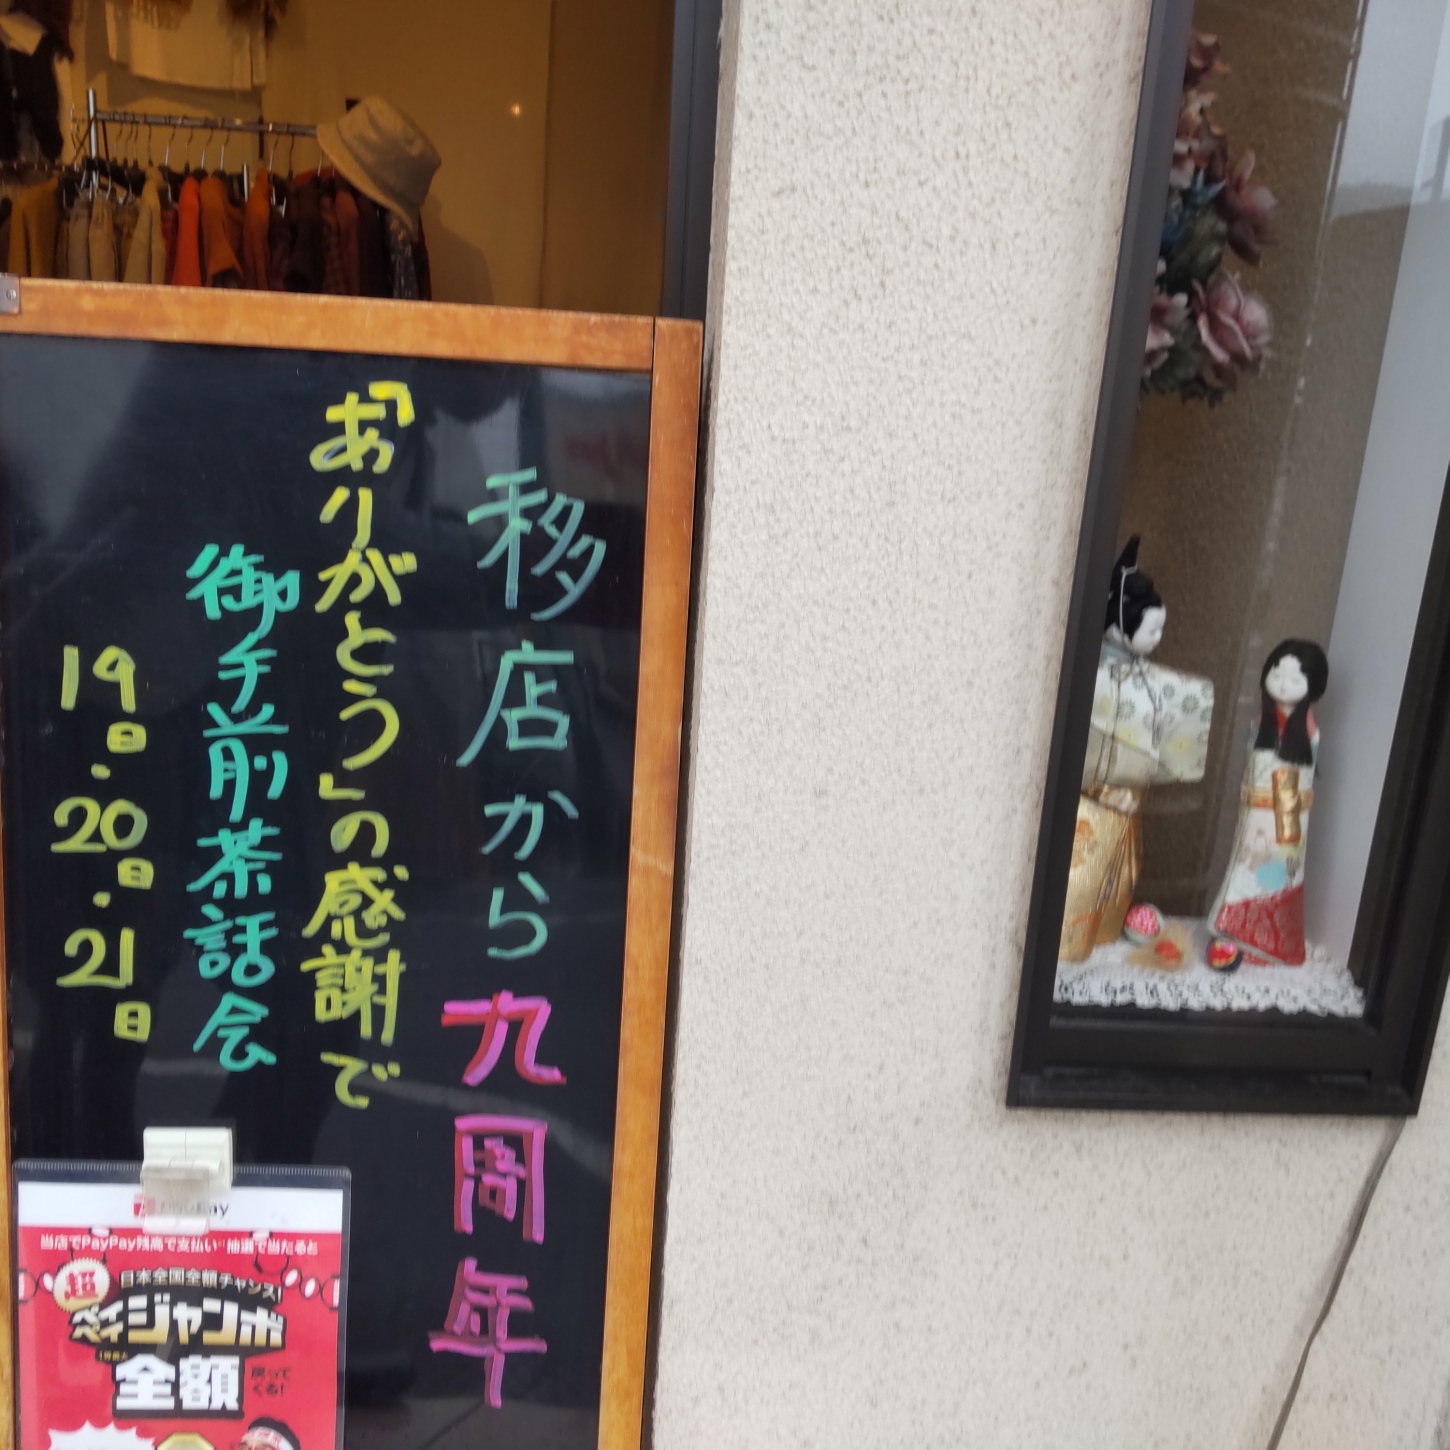 移店から九周年
「ありがとう」の感謝で
御手前茶話会
19日・20日・21日
当店でPayPay残高で支払い 抽選で当たると
超
日本全国全額チャンス!
ペイペイジャンボ
全額
戻ってくる!